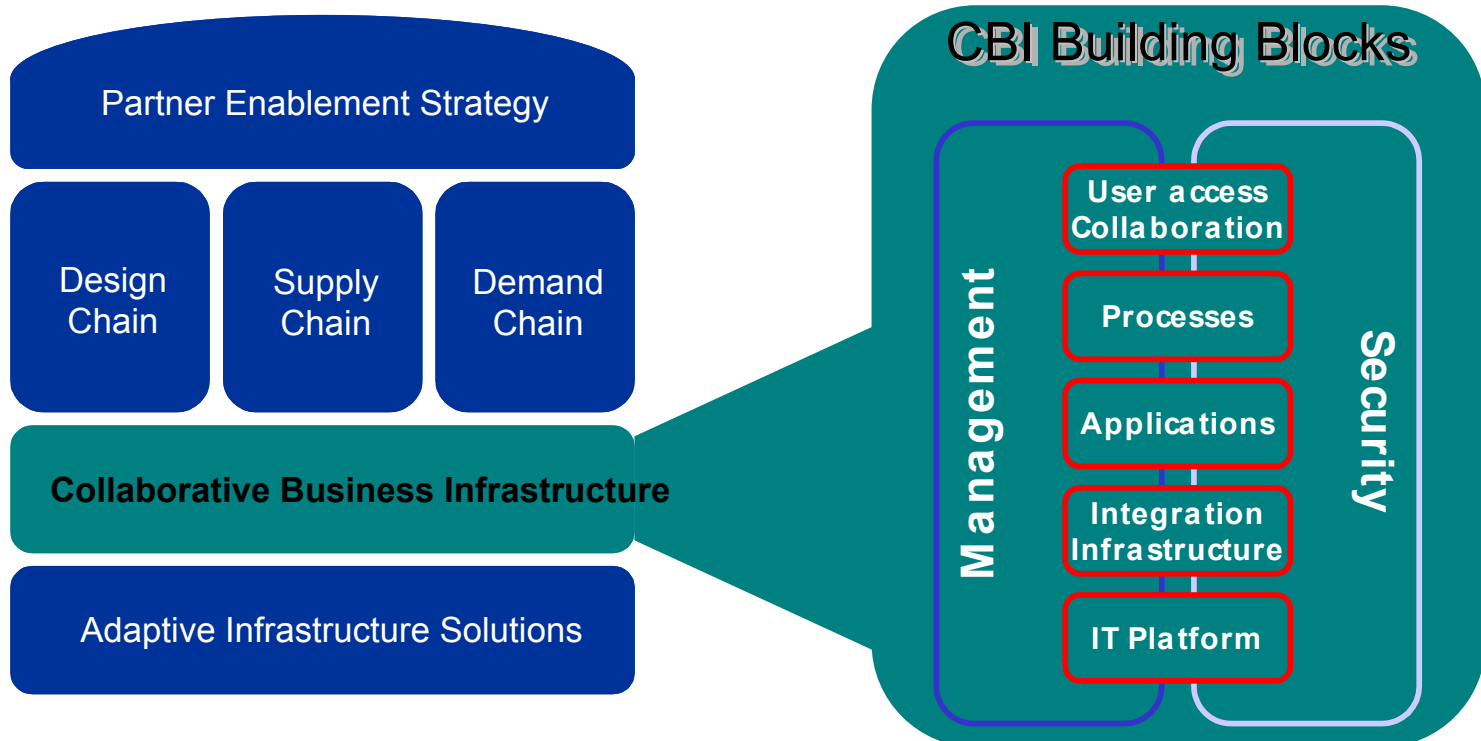 Partner Enablement Strategy
Design
Chain
Supply
Chain
Demand
Chain
Collaborative Business Infrastructure
Adaptive Infrastructure Solutions
CBI Building Blocks
Management
User access
Collaboration
Processes
Applications
Integration
Infrastructure
IT Platform
Security